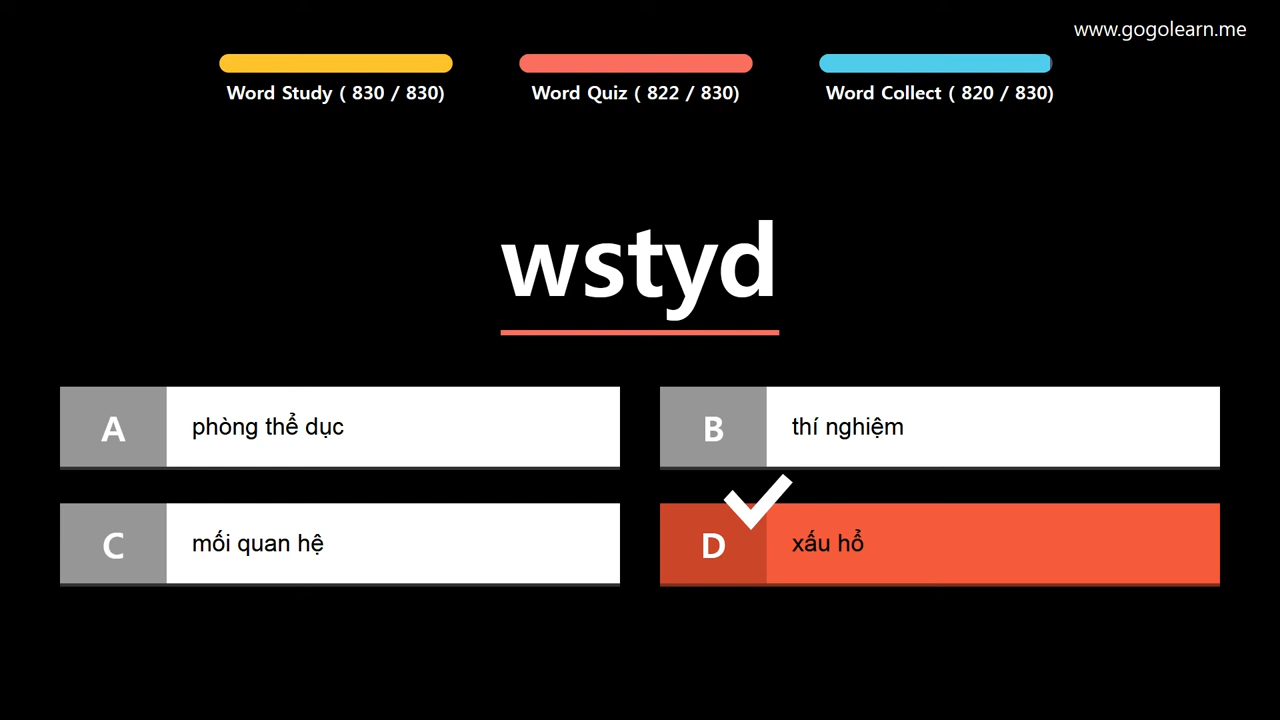 www.gogolearn.me
Word Study ( 830 / 830)
Word Quiz ( 822 / 830)
Word Collect ( 820 / 830)
wstyd
A phòng thể dục
B thí nghiệm
C mối quan hệ
D xấu hổ